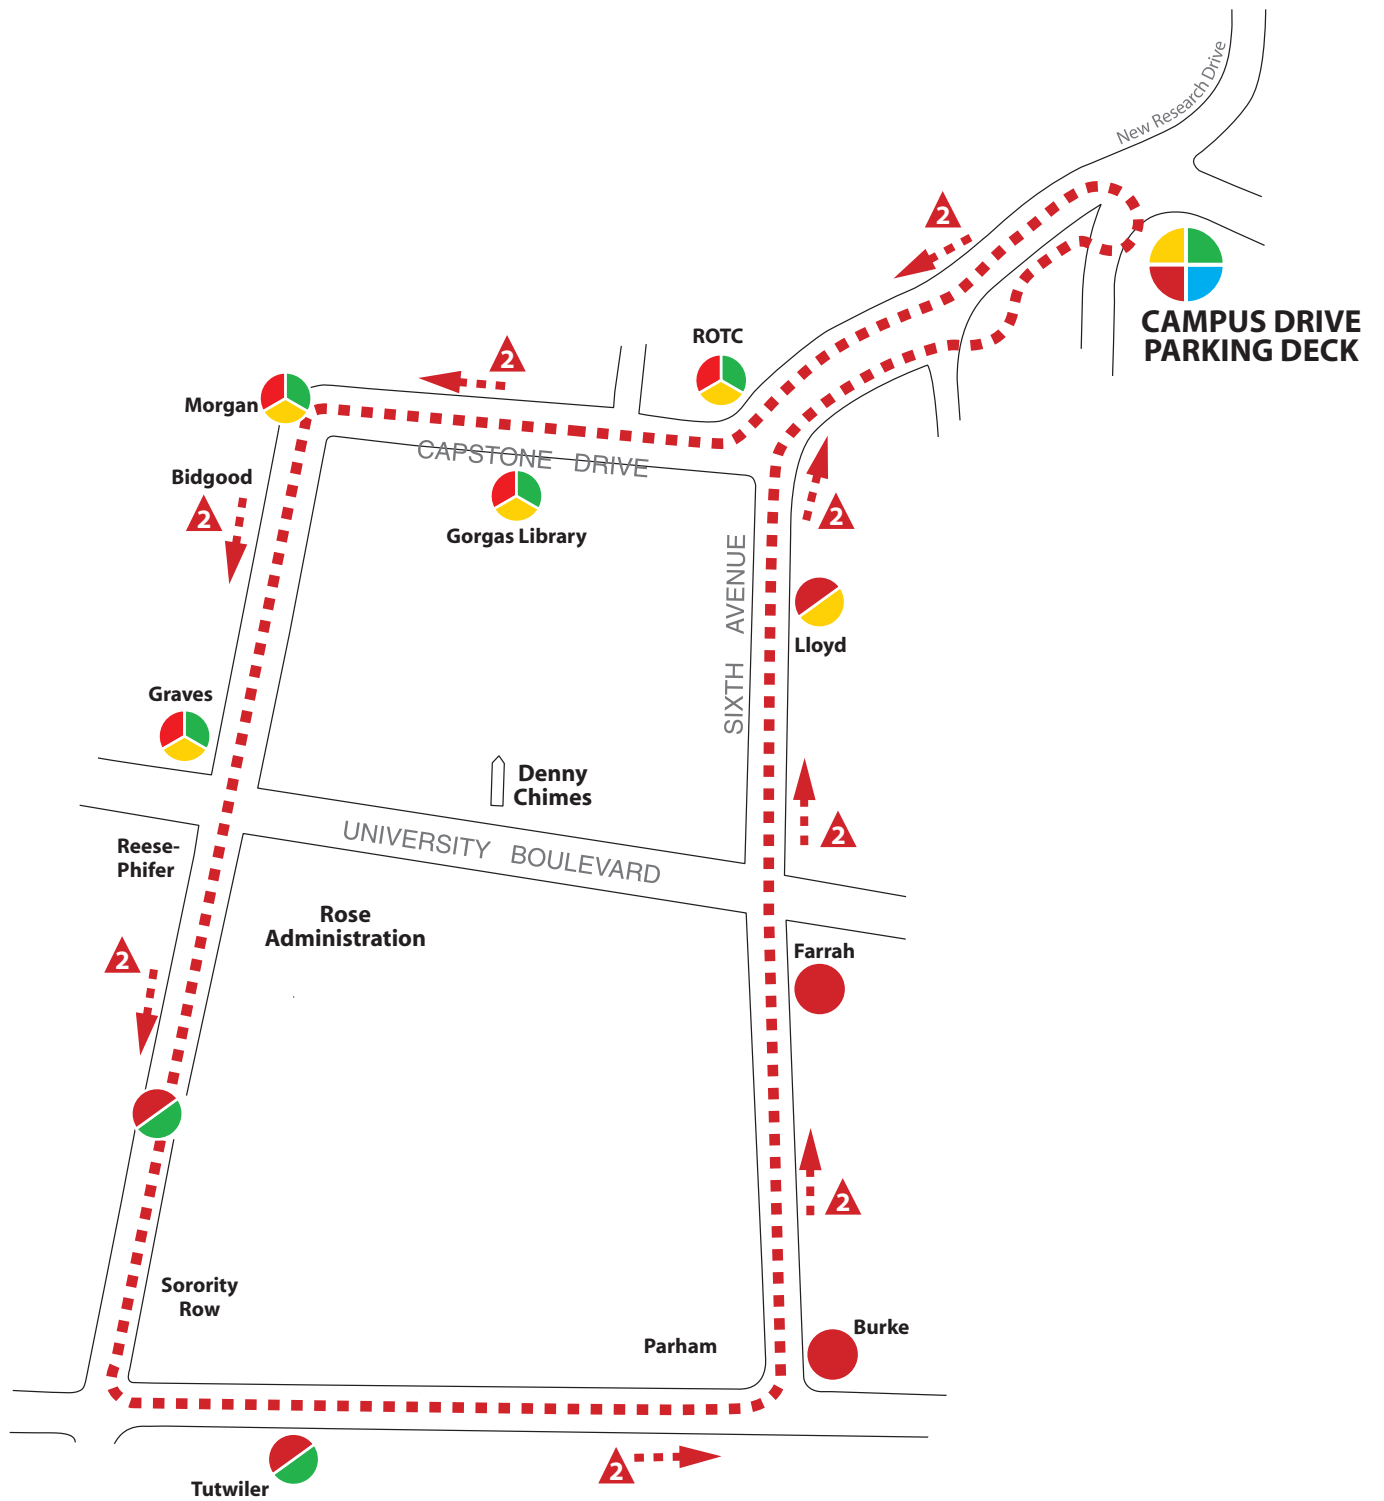 New Research Drive
2
CAMPUS DRIVE
PARKING DECK
ROTC
2
Morgan
CAPSTONE DRIVE
Bidgood
2
Gorgas Library
2
SIXTH AVENUE
Lloyd
Graves
Denny
Chimes
UNIVERSITY BOULEVARD
2
Reese-
Phifer
Rose
Administration
2
Farrah
2
Sorority
Row
Parham
Burke
2
Tutwiler